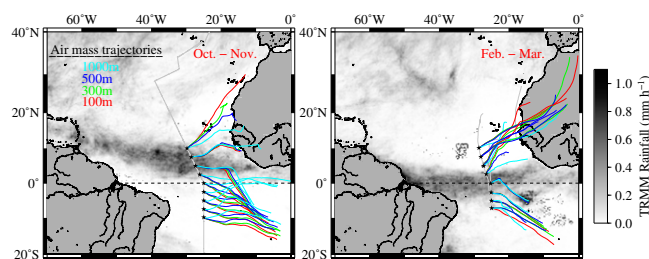 60°W 40°W 20°W 0° 60°W 40°W 20°W 0°
40°N 40°N
Air mass trajectories
Oct. – Nov.
Feb. – Mar.
1000m
500m
300m
100m
20°N 20°N
0° 0°
20°S 20°S
1.0
0.8
0.6
0.4
0.2
0.0
TRMM Rainfall (mm h⁻¹)